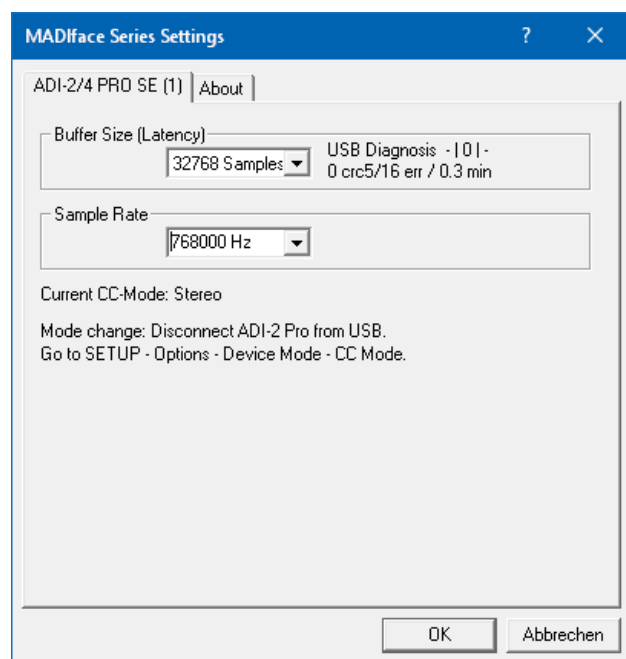 MADIface Series Settings
ADI-2/4 PRO SE (1)
About
Buffer Size (Latency)
32768 Samples
USB Diagnosis - | 0 | -
0 crc5/16 err / 0.3 min
Sample Rate
768000 Hz
Current CC-Mode: Stereo
Mode change: Disconnect ADI-2 Pro from USB.
Go to SETUP - Options - Device Mode - CC Mode.
OK
Abbrechen